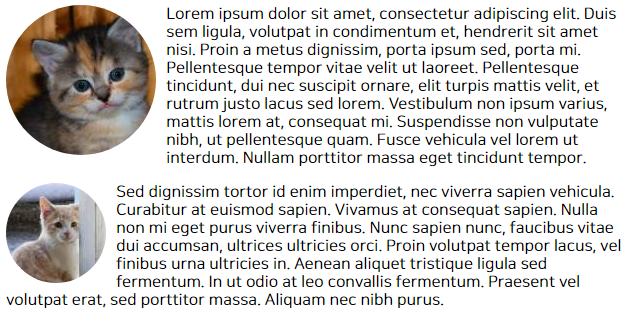 Lorem ipsum dolor sit amet, consectetur adipiscing elit. Duis
sem ligula, volutpat in condimentum et, hendrerit sit amet
nisi. Proin a metus dignissim, porta ipsum sed, porta mi.
Pellentesque tempor vitae velit ut laoreet. Pellentesque
tincidunt, dui nec suscipit ornare, elit turpis mattis velit, et
rutrum justo lacus sed lorem. Vestibulum non ipsum varius,
mattis lorem at, consequat mi. Suspendisse non vulputate
nibh, ut pellentesque quam. Fusce vehicula vel lorem ut
interdum. Nullam porttitor massa eget tincidunt tempor.
Sed dignissim tortor id enim imperdiet, nec viverra sapien vehicula.
Curabitur at euismod sapien. Vivamus at consequat sapien. Nulla
non mi eget purus viverra finibus. Nunc sapien nunc, faucibus vitae
dui accumsan, ultrices ultricies orci. Proin volutpat tempor lacus, vel
finibus urna ultricies in. Aenean aliquet tristique ligula sed
fermentum. In ut odio at leo convallis fermentum. Praesent vel
volutpat erat, sed porttitor massa. Aliquam nec nibh purus.